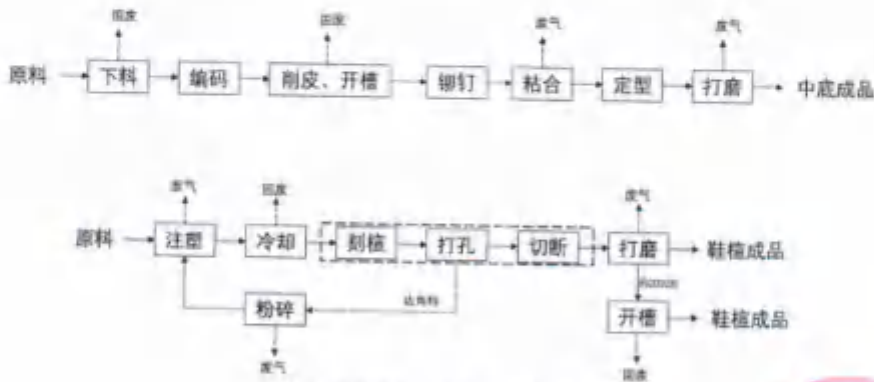 固废 固废 废气 废气
原料 下料 编码 削皮、开槽 铆钉 粘合 定型 打磨 中底成品
废气 固废 废气
原料 注塑 冷却 刻楦 打孔 切断 打磨 鞋楦成品
粉碎 边角料 开槽 鞋楦成品
废气 固废